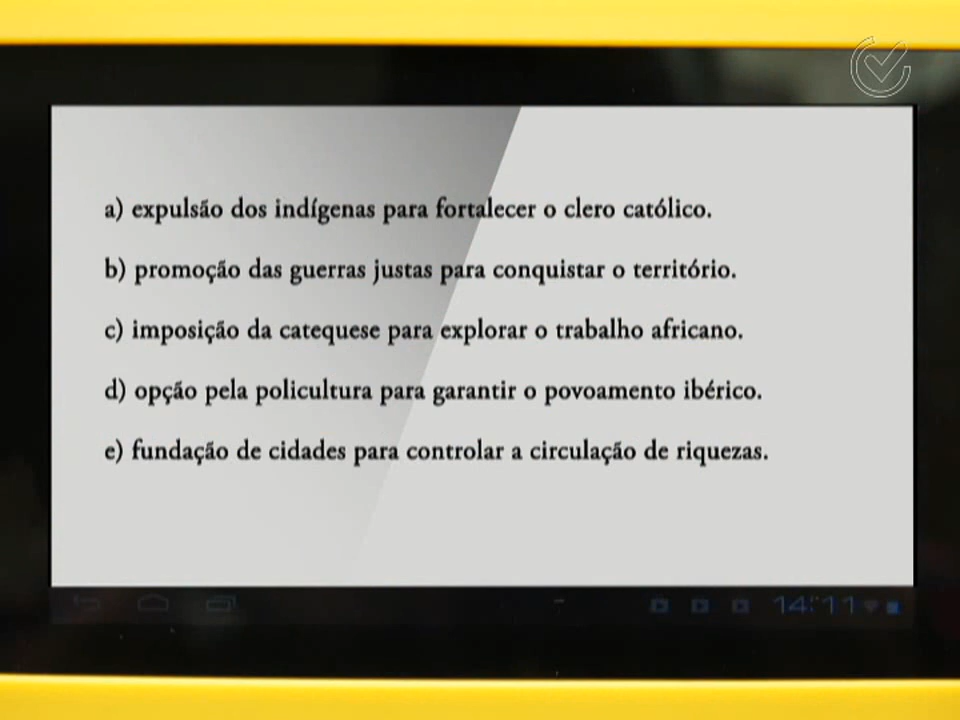 a) expulsão dos indígenas para fortalecer o clero católico.
b) promoção das guerras justas para conquistar o território.
c) imposição da catequese para explorar o trabalho africano.
d) opção pela policultura para garantir o povoamento ibérico.
e) fundação de cidades para controlar a circulação de riquezas.
14:11